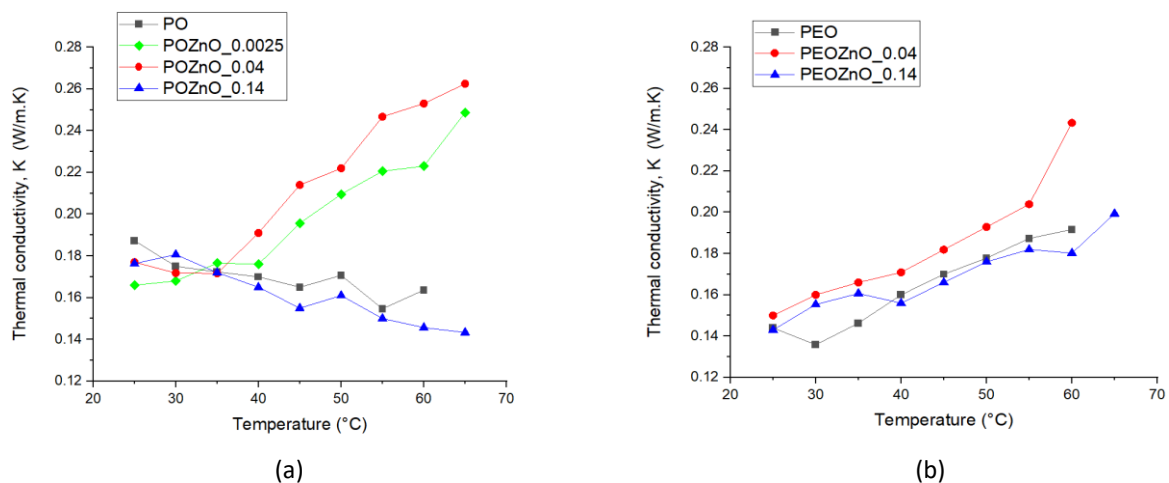 PO
POZnO_0.0025
POZnO_0.04
POZnO_0.14
0.28
0.26
0.24
0.22
0.20
0.18
0.16
0.14
0.12
Thermal conductivity, K (W/m.K)
20 30 40 50 60 70
Temperature (°C)
(a)
PEO
PEOZnO_0.04
PEOZnO_0.14
0.28
0.26
0.24
0.22
0.20
0.18
0.16
0.14
0.12
Thermal conductivity, K (W/m.K)
20 30 40 50 60 70
Temperature (°C)
(b)